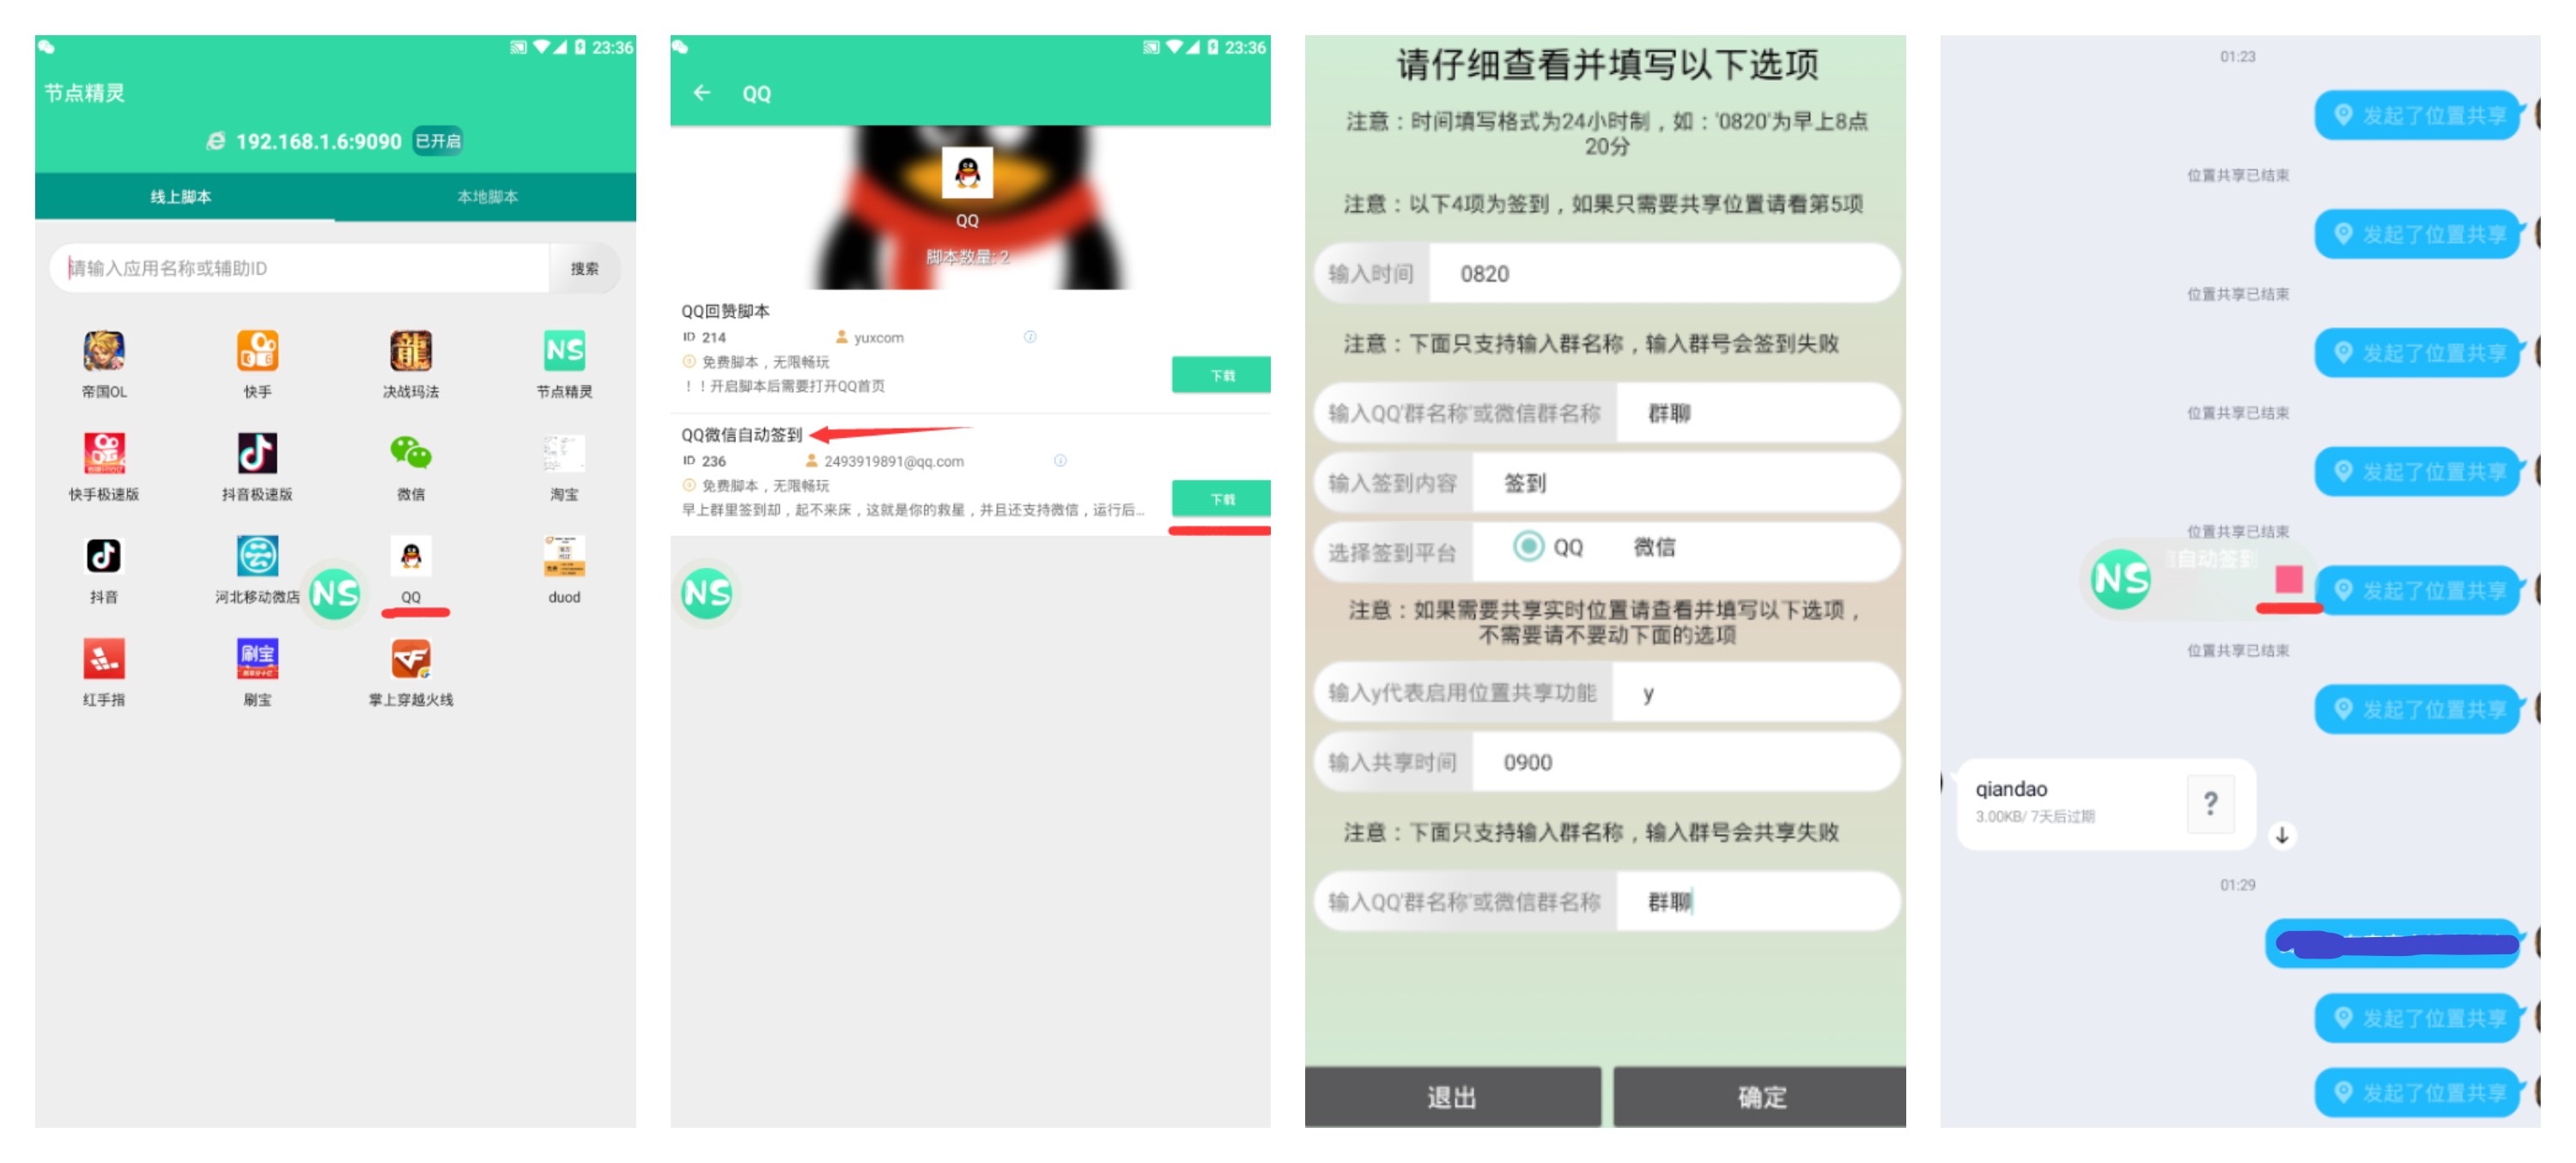 23:36
节点精灵
192.168.1.6:9090 已开启
线上脚本 本地脚本
请输入应用名称或辅助ID 搜索
帝国OL 快手 决战玛法 节点精灵
快手极速版 抖音极速版 微信 淘宝
抖音 河北移动微店 NS QQ duod
红手指 刷宝 掌上穿越火线
23:36
QQ
QQ
脚本数量: 2
QQ回赞脚本
ID 214 yuxcom
免费脚本，无限畅玩
！！开启脚本后需要打开QQ首页
下载
QQ微信自动签到
ID 236 2493919891@qq.com
免费脚本，无限畅玩
早上群里签到却，起不来床，这就是你的救星，并且还支持微信，运行后...
下载
NS
请仔细查看并填写以下选项
注意：时间填写格式为24小时制，如：'0820'为早上8点
20分
注意：以下4项为签到，如果只需要共享位置请看第5项
输入时间 0820
注意：下面只支持输入群名称，输入群号会签到失败
输入QQ'群名称'或微信群名称 群聊
输入签到内容 签到
选择签到平台 QQ 微信
注意：如果需要共享实时位置请查看并填写以下选项，
不需要请不要动下面的选项
输入y代表启用位置共享功能 y
输入共享时间 0900
注意：下面只支持输入群名称，输入群号会共享失败
输入QQ'群名称'或微信群名称 群聊
退出 确定
01:23
发起了位置共享
位置共享已结束
发起了位置共享
位置共享已结束
发起了位置共享
位置共享已结束
发起了位置共享
位置共享已结束
NS 自动签到
发起了位置共享
位置共享已结束
发起了位置共享
qiandao
3.00KB/ 7天后过期
?
01:29
发起了位置共享
发起了位置共享